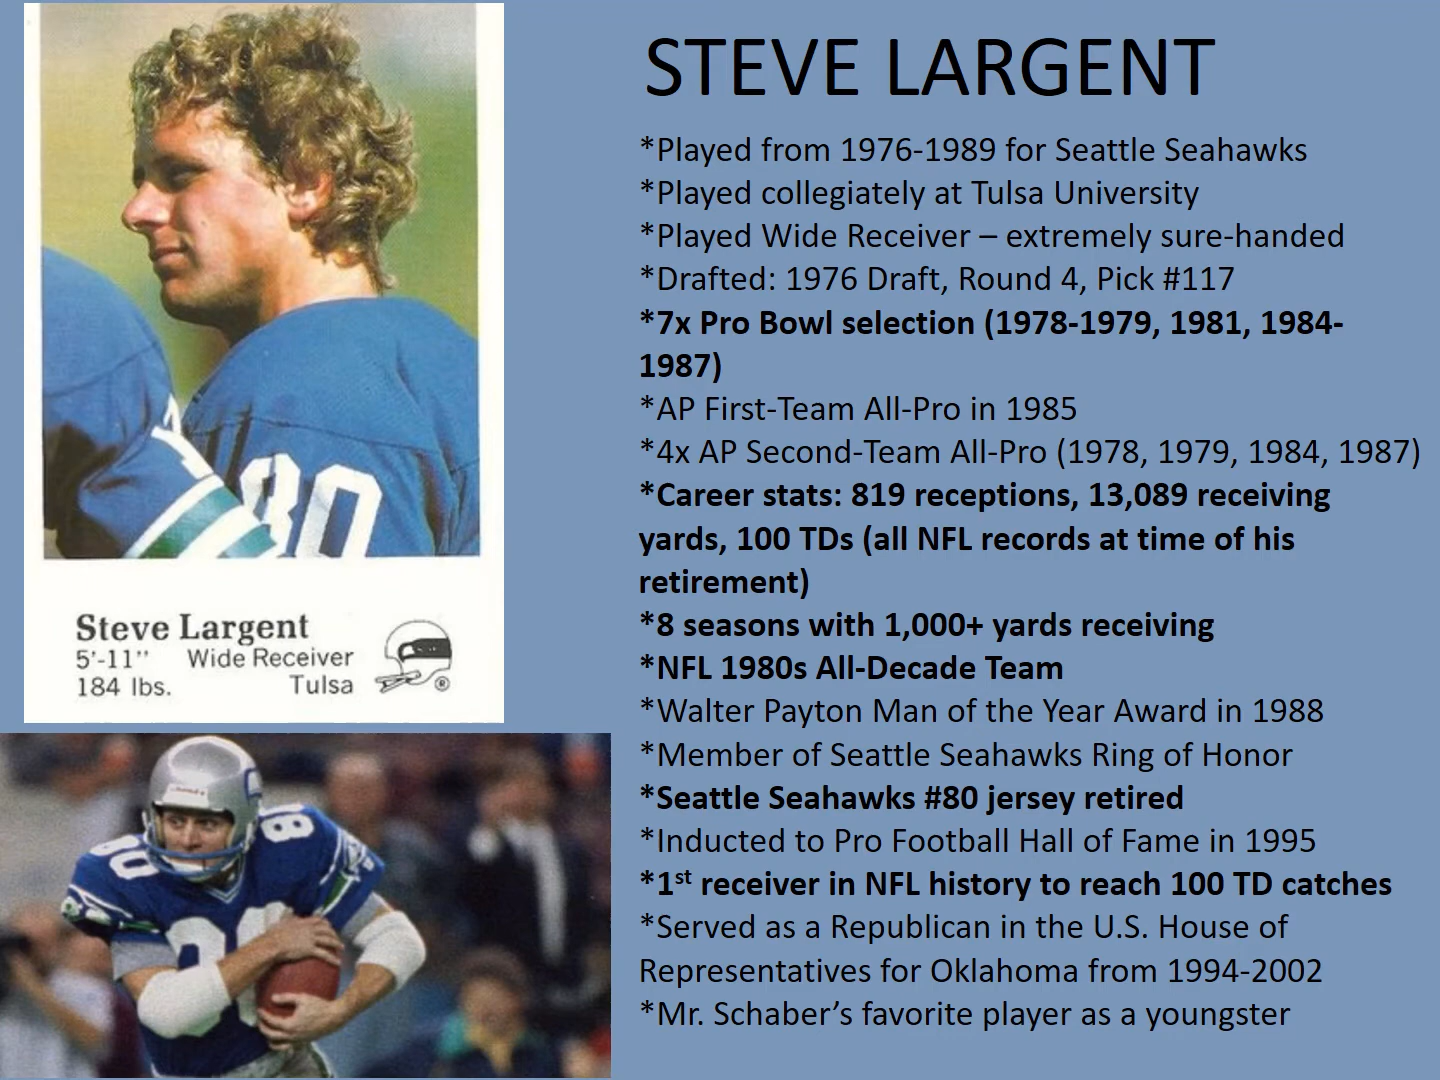 STEVE LARGENT
*Played from 1976-1989 for Seattle Seahawks
*Played collegiately at Tulsa University
*Played Wide Receiver – extremely sure-handed
*Drafted: 1976 Draft, Round 4, Pick #117
*7x Pro Bowl selection (1978-1979, 1981, 1984-
1987)
*AP First-Team All-Pro in 1985
*4x AP Second-Team All-Pro (1978, 1979, 1984, 1987)
*Career stats: 819 receptions, 13,089 receiving
yards, 100 TDs (all NFL records at time of his
retirement)
*8 seasons with 1,000+ yards receiving
*NFL 1980s All-Decade Team
*Walter Payton Man of the Year Award in 1988
*Member of Seattle Seahawks Ring of Honor
*Seattle Seahawks #80 jersey retired
*Inducted to Pro Football Hall of Fame in 1995
*1st receiver in NFL history to reach 100 TD catches
*Served as a Republican in the U.S. House of
Representatives for Oklahoma from 1994-2002
*Mr. Schaber’s favorite player as a youngster
80
Steve Largent
5'-11" Wide Receiver
184 lbs. Tulsa
®
80
80
80